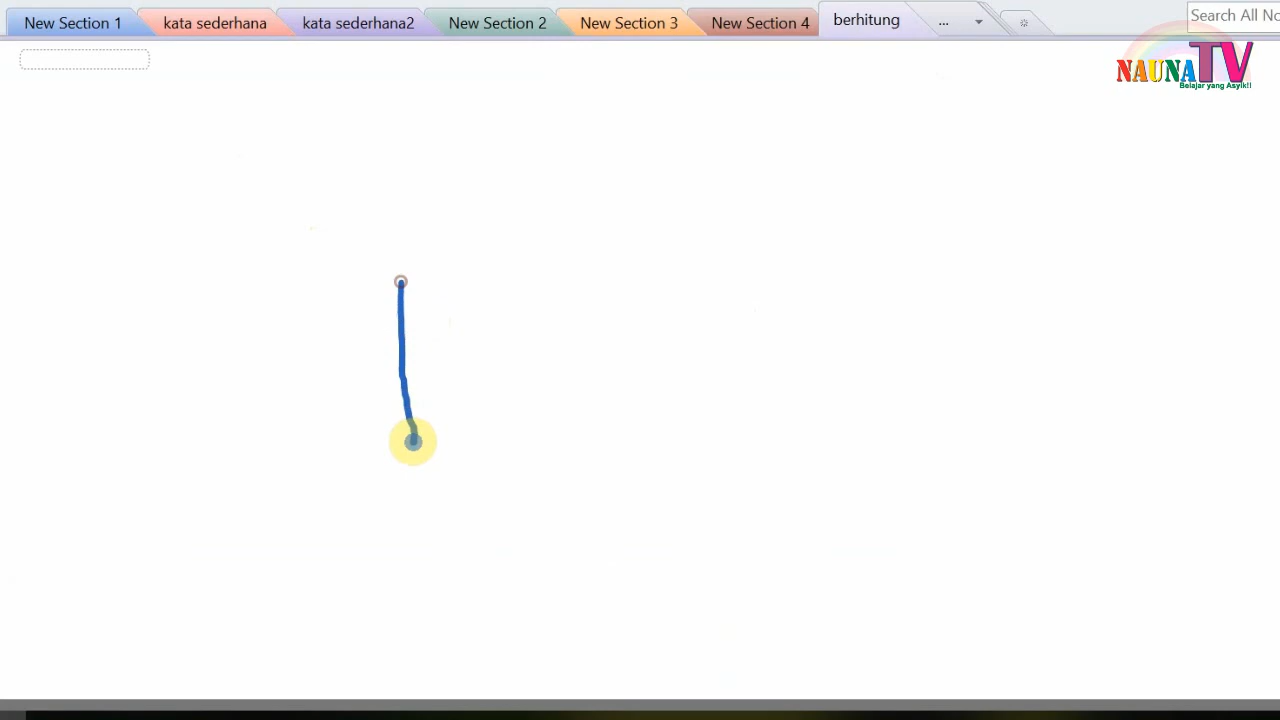 New Section 1 kata sederhana kata sederhana2 New Section 2 New Section 3 New Section 4 berhitung ... Search All No
NAUNATV
Belajar yang Asyik!!